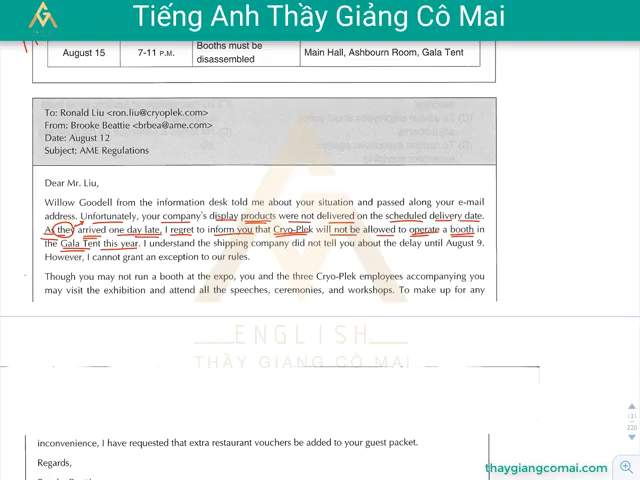 Tiếng Anh Thầy Giảng Cô Mai
August 15
7-11 P.M.
Booths must be
disassembled
Main Hall, Ashbourn Room, Gala Tent
To: Ronald Liu <ron.liu@cryoplek.com>
From: Brooke Beattie <brbea@ame.com>
Date: August 12
Subject: AME Regulations
Dear Mr. Liu,
Willow Goodell from the information desk told me about your situation and passed along your e-mail
address. Unfortunately, your company's display products were not delivered on the scheduled delivery date.
As they arrived one day late, I regret to inform you that Cryo-Plek will not be allowed to operate a booth in
the Gala Tent this year. I understand the shipping company did not tell you about the delay until August 9.
However, I cannot grant an exception to our rules.
Though you may not run a booth at the expo, you and the three Cryo-Plek employees accompanying you
may visit the exhibition and attend all the speeches, ceremonies, and workshops. To make up for any
ENGLISH
THẦY GIẢNG CÔ MAI
inconvenience, I have requested that extra restaurant vouchers be added to your guest packet.
Regards,
131
220
thaygiangcomai.com